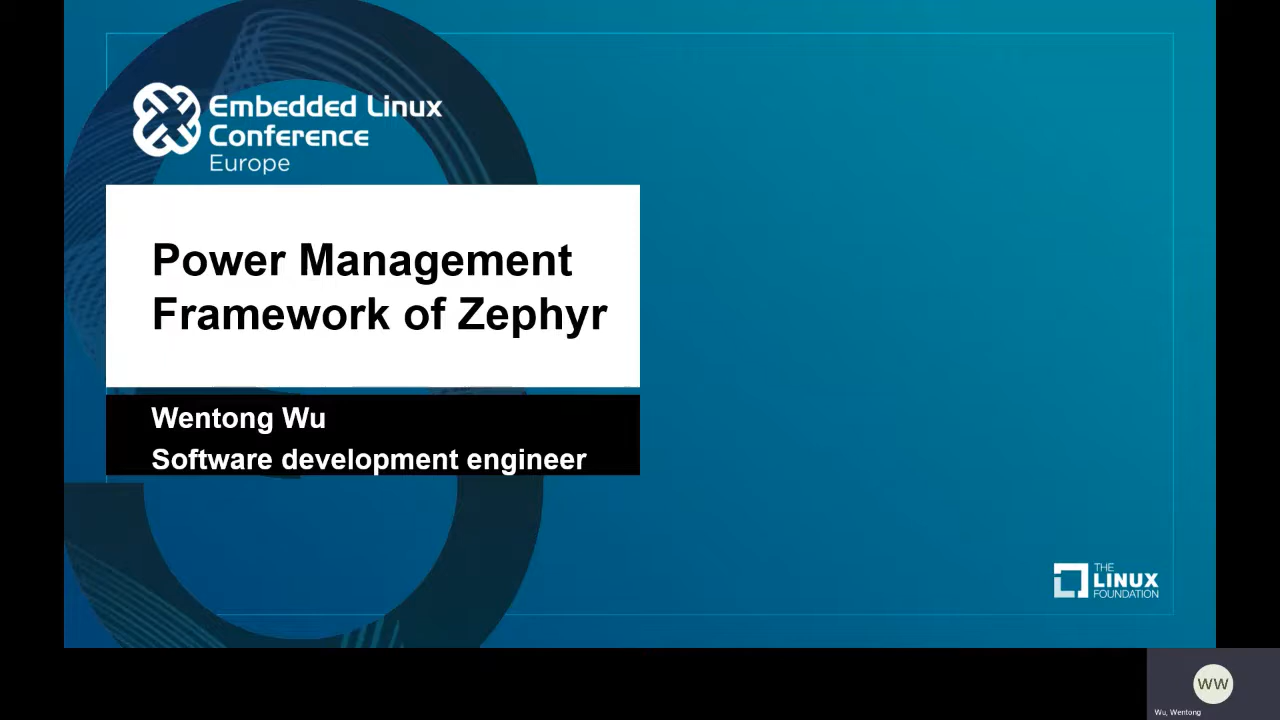 Embedded Linux
Conference
Europe
Power Management
Framework of Zephyr
Wentong Wu
Software development engineer
THE
LINUX
FOUNDATION
WW
Wu, Wentong